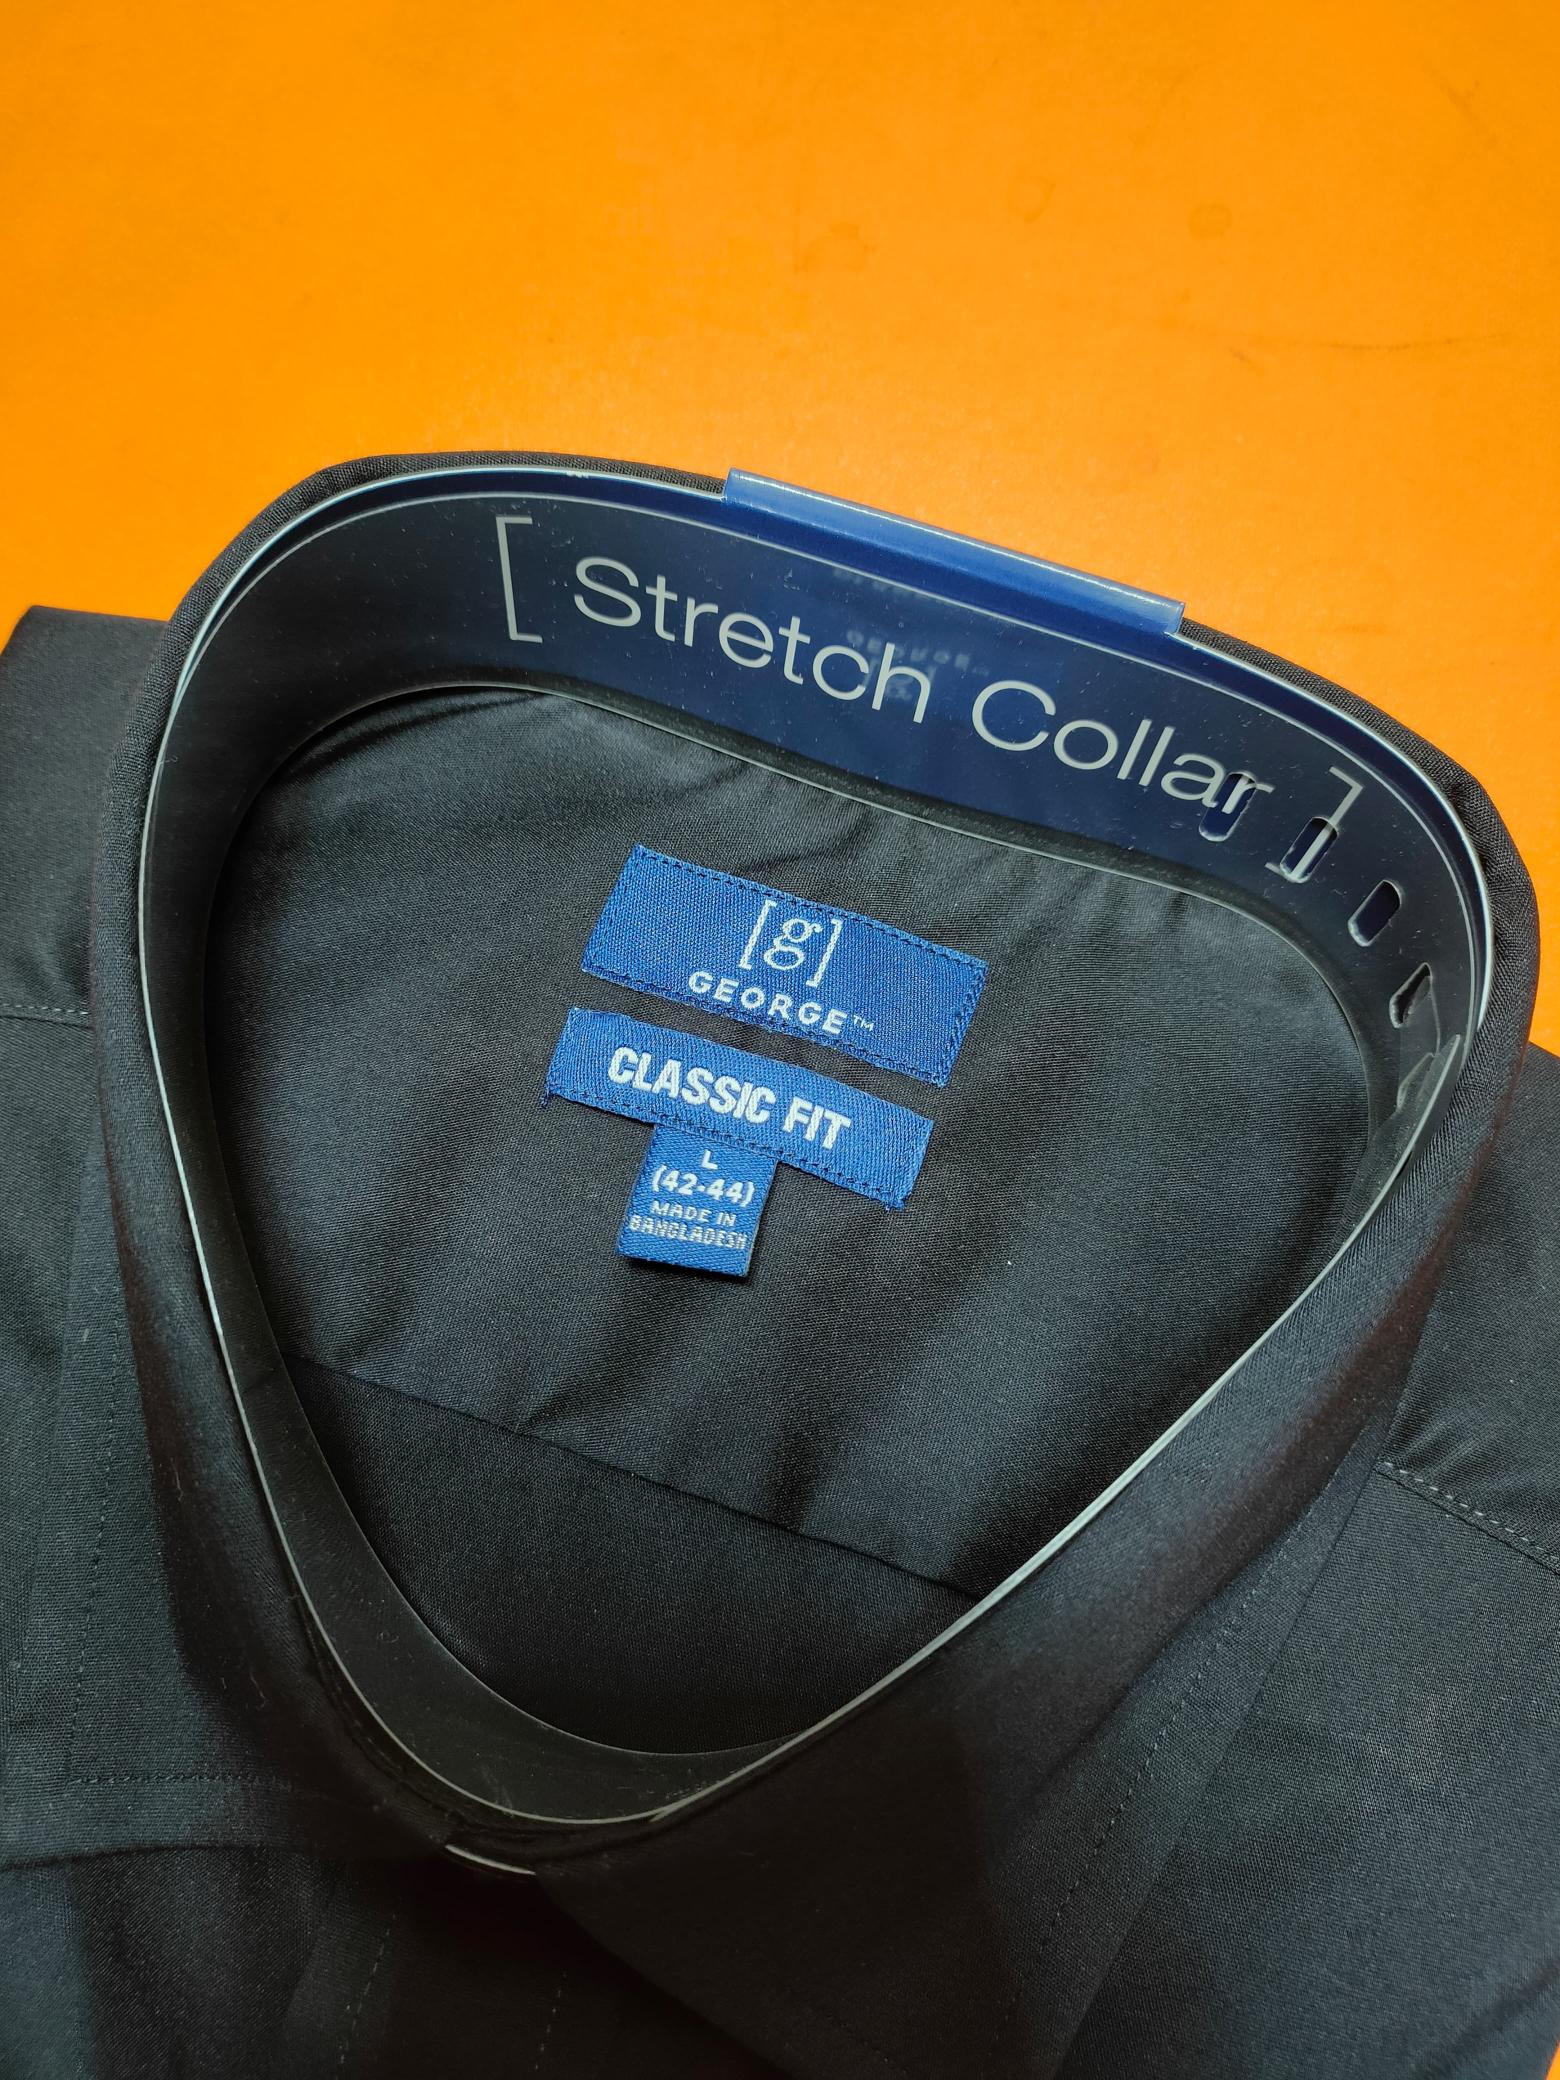 [ Stretch Collar ]
[g]
GEORGE™
CLASSIC FIT
L
(42-44)
MADE IN
BANGLADESH